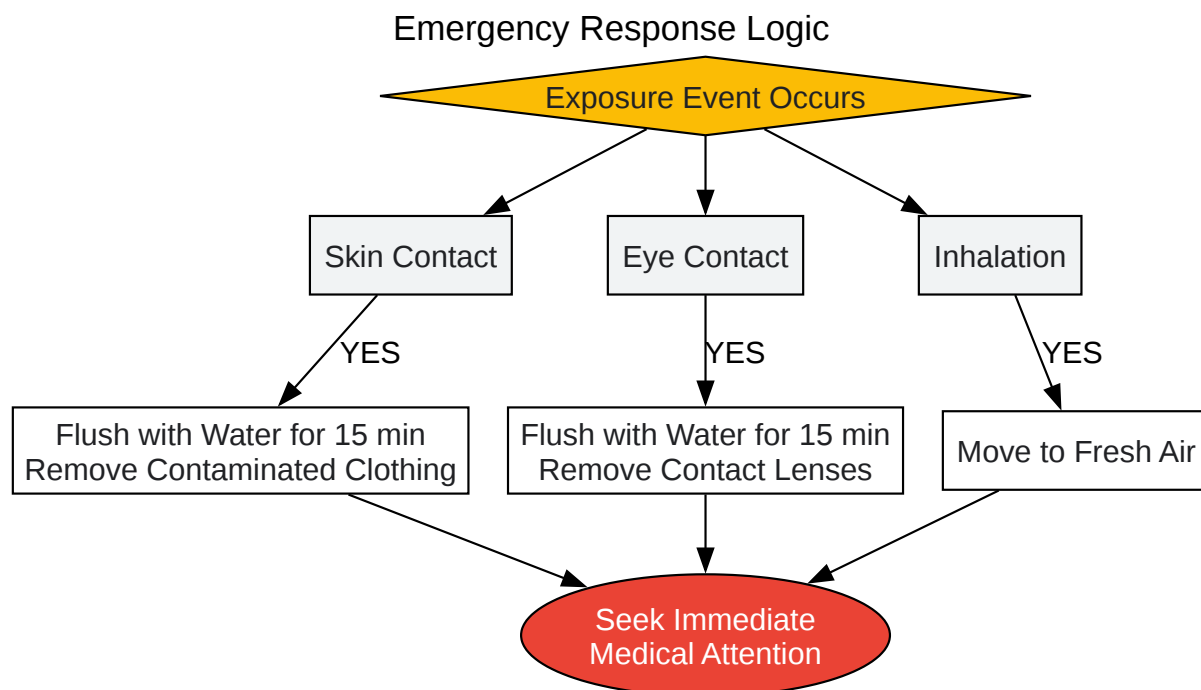 Emergency Response Logic
Exposure Event Occurs
Skin Contact
Eye Contact
Inhalation
YES
YES
YES
Flush with Water for 15 min
Remove Contaminated Clothing
Flush with Water for 15 min
Remove Contact Lenses
Move to Fresh Air
Seek Immediate
Medical Attention